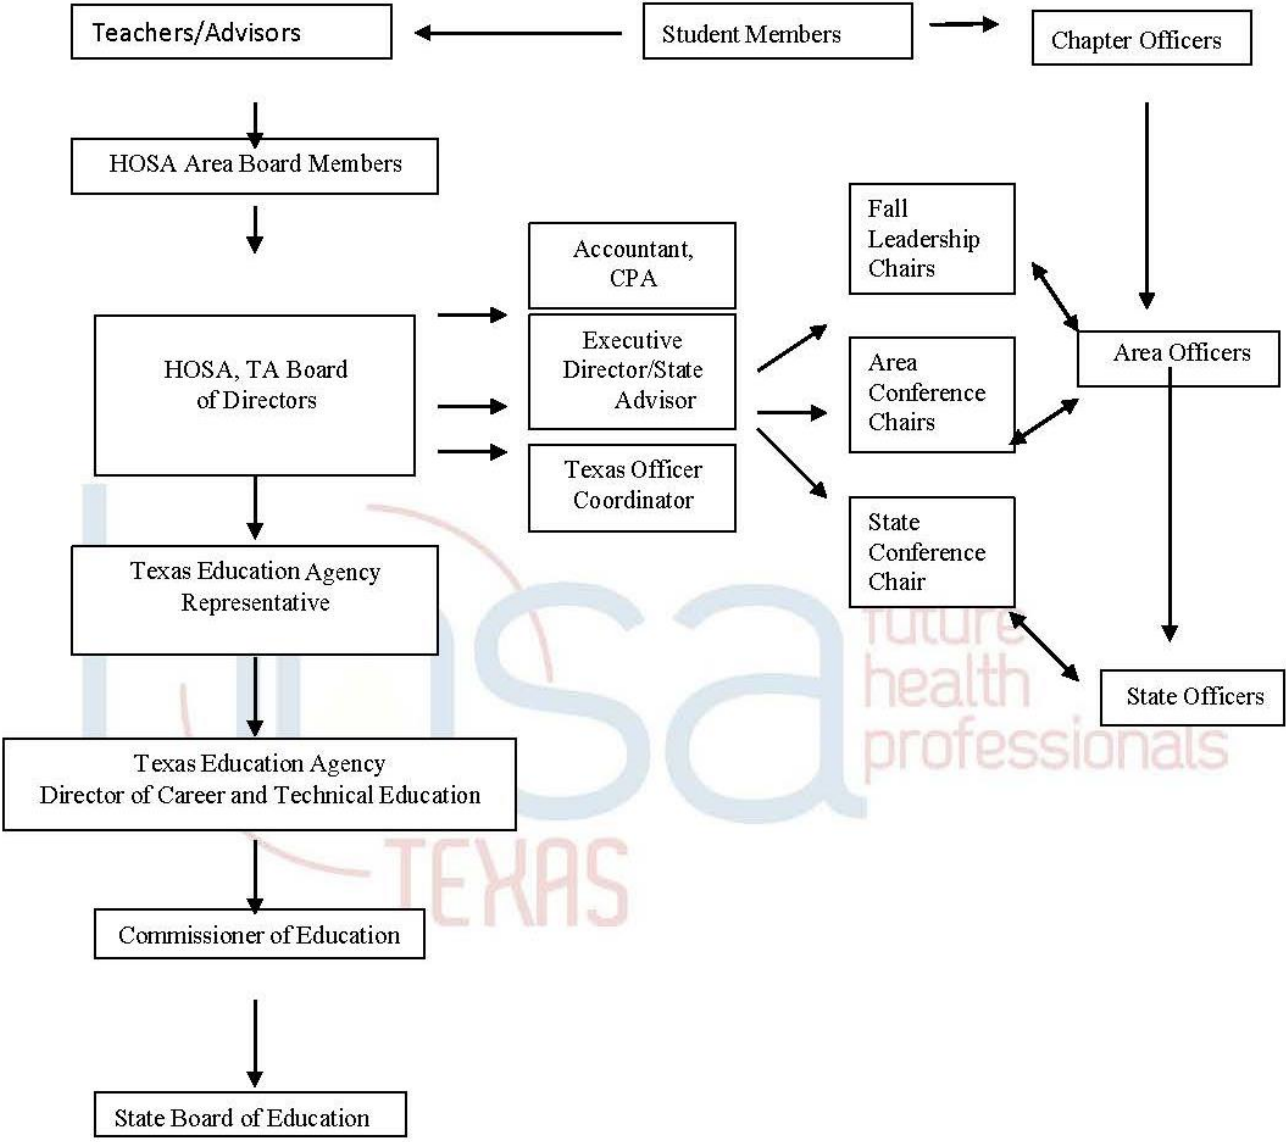 Teachers/Advisors
Student Members
Chapter Officers
HOSA Area Board Members
Fall
Leadership
Chairs
Accountant,
CPA
Executive
Director/State
Advisor
Area Officers
HOSA, TA Board
of Directors
Area
Conference
Chairs
Texas Officer
Coordinator
State
Conference
Chair
Texas Education Agency
Representative
future
health
professionals
State Officers
hosa
Texas Education Agency
Director of Career and Technical Education
TEXAS
Commissioner of Education
State Board of Education